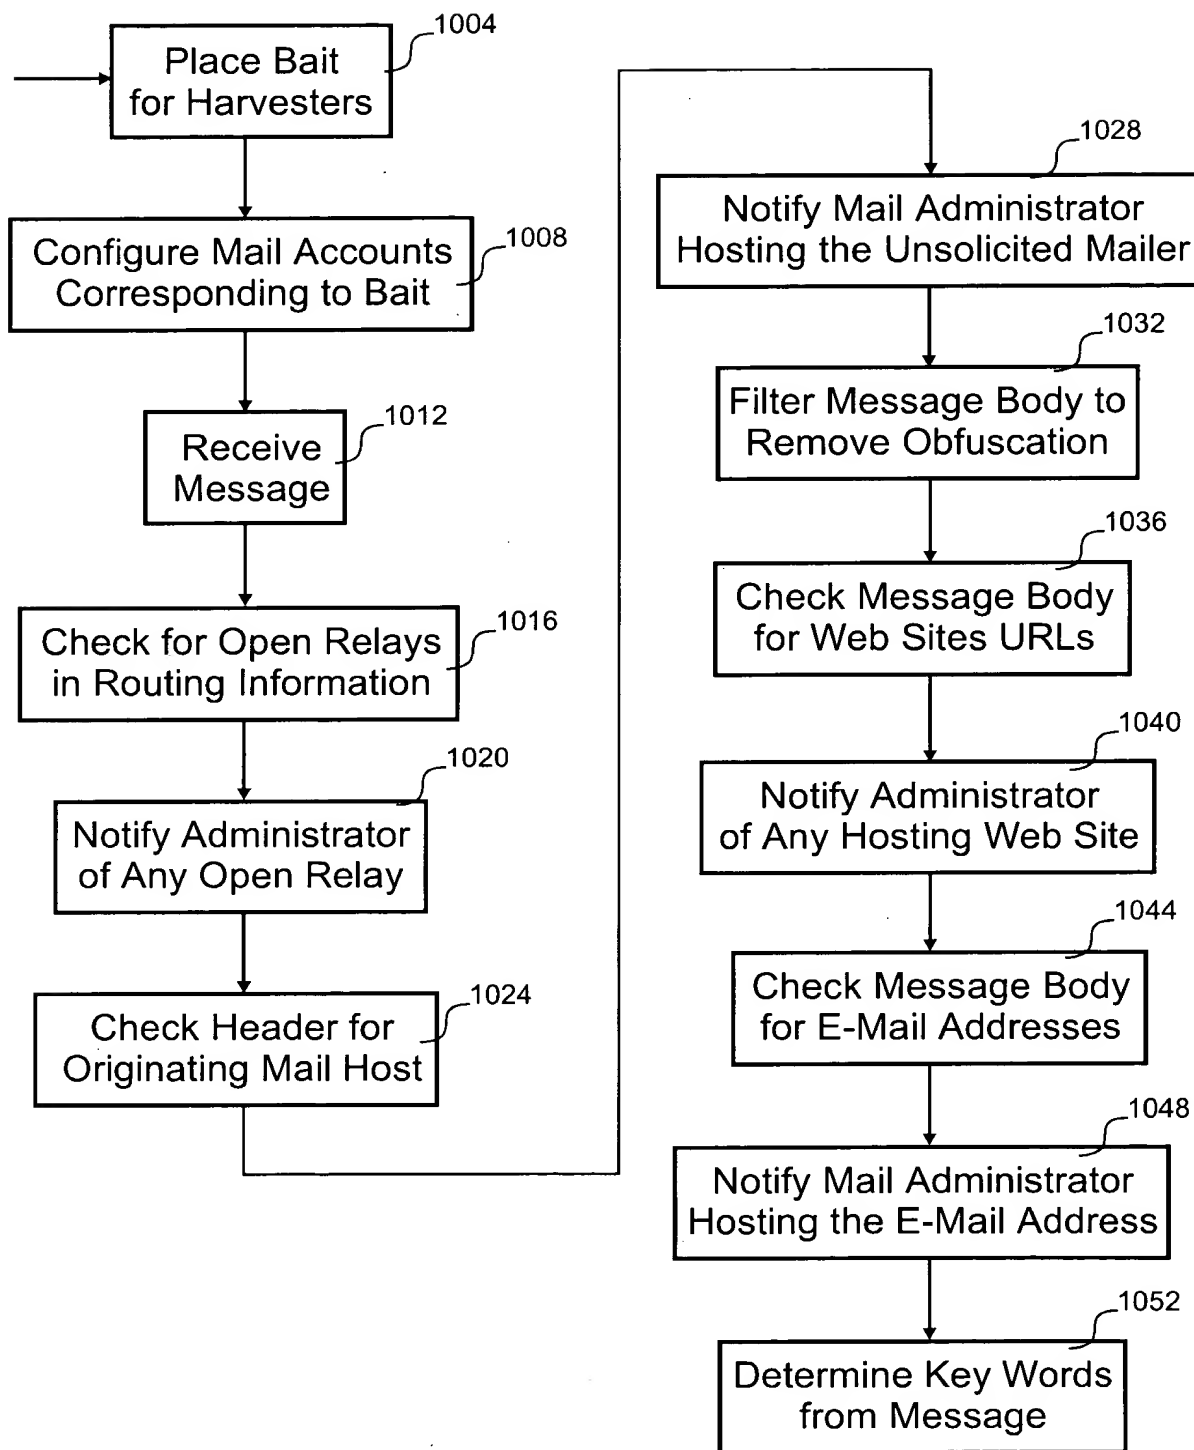 1004
Place Bait
for Harvesters
1008
Configure Mail Accounts
Corresponding to Bait
1012
Receive
Message
1016
Check for Open Relays
in Routing Information
1020
Notify Administrator
of Any Open Relay
1024
Check Header for
Originating Mail Host
1028
Notify Mail Administrator
Hosting the Unsolicited Mailer
1032
Filter Message Body to
Remove Obfuscation
1036
Check Message Body
for Web Sites URLs
1040
Notify Administrator
of Any Hosting Web Site
1044
Check Message Body
for E-Mail Addresses
1048
Notify Mail Administrator
Hosting the E-Mail Address
1052
Determine Key Words
from Message